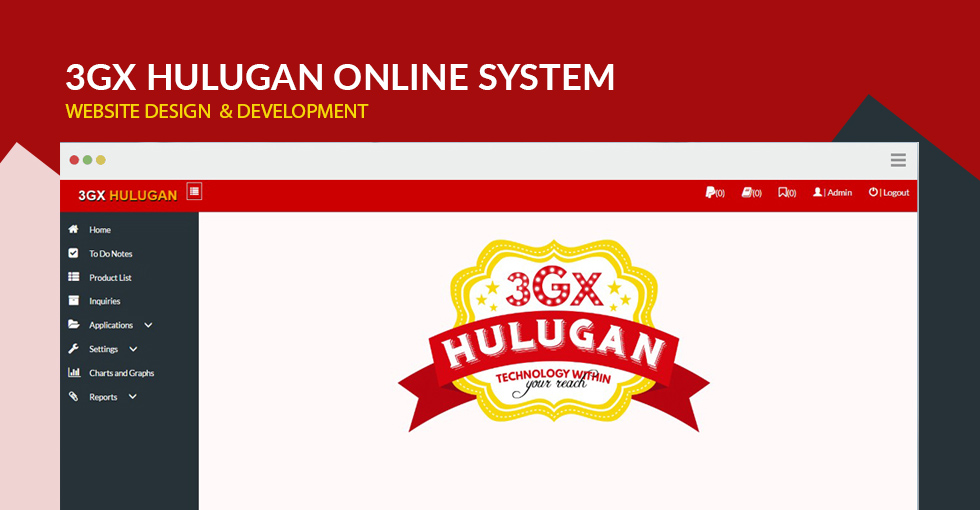 3GX HULUGAN ONLINE SYSTEM
WEBSITE DESIGN & DEVELOPMENT
3GX HULUGAN
(0) (0) (0) | Admin | Logout
Home
To Do Notes
Product List
Inquiries
Applications
Settings
Charts and Graphs
Reports
3GX
HULUGAN
TECHNOLOGY WITHIN
your reach